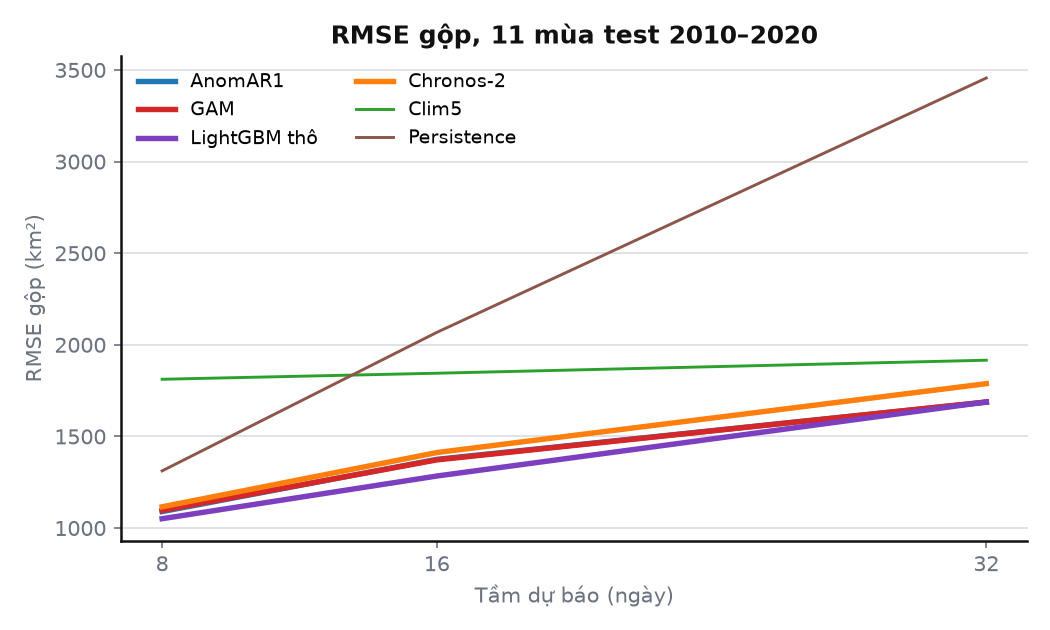 RMSE gộp, 11 mùa test 2010–2020
AnomAR1
GAM
LightGBM thô
Chronos-2
Clim5
Persistence
RMSE gộp (km²)
3500
3000
2500
2000
1500
1000
8
16
32
Tầm dự báo (ngày)